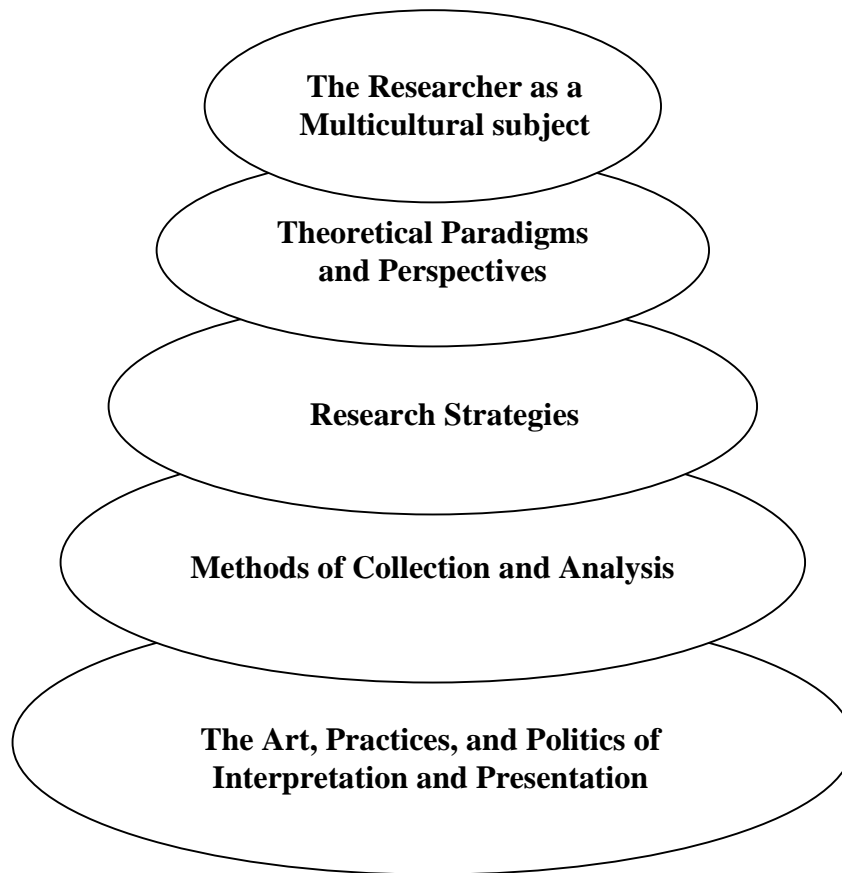 The Researcher as a
Multicultural subject
Theoretical Paradigms
and Perspectives
Research Strategies
Methods of Collection and Analysis
The Art, Practices, and Politics of
Interpretation and Presentation